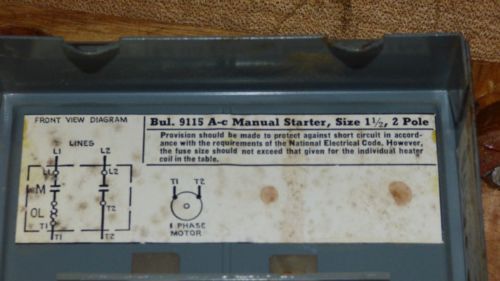 FRONT VIEW DIAGRAM
LINES
L1 L2
L1 L2
M
OL
T1 T2
T1 T2
Bul. 9115 A-c Manual Starter, Size 1½, 2 Pole
Provision should be made to protect against short circuit in accord-
ance with the requirements of the National Electrical Code. However,
the fuse size should not exceed that given for the individual heater
coil in the table.
T1 T2
1 PHASE
MOTOR